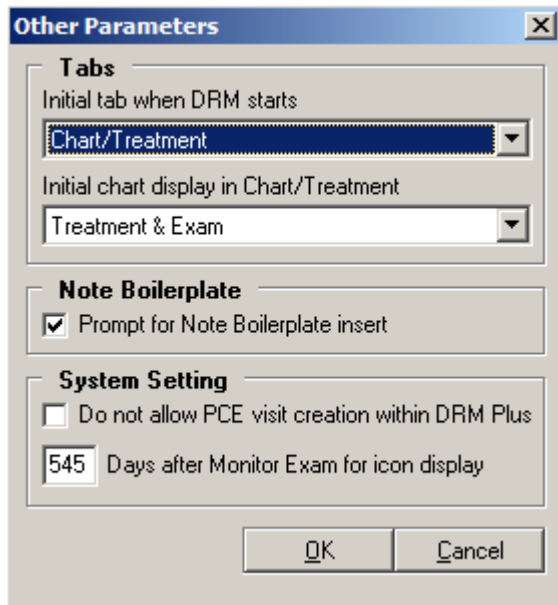 Other Parameters
Tabs
Initial tab when DRM starts
Chart/Treatment
Initial chart display in Chart/Treatment
Treatment & Exam
Note Boilerplate
Prompt for Note Boilerplate insert
System Setting
Do not allow PCE visit creation within DRM Plus
545 Days after Monitor Exam for icon display
OK Cancel